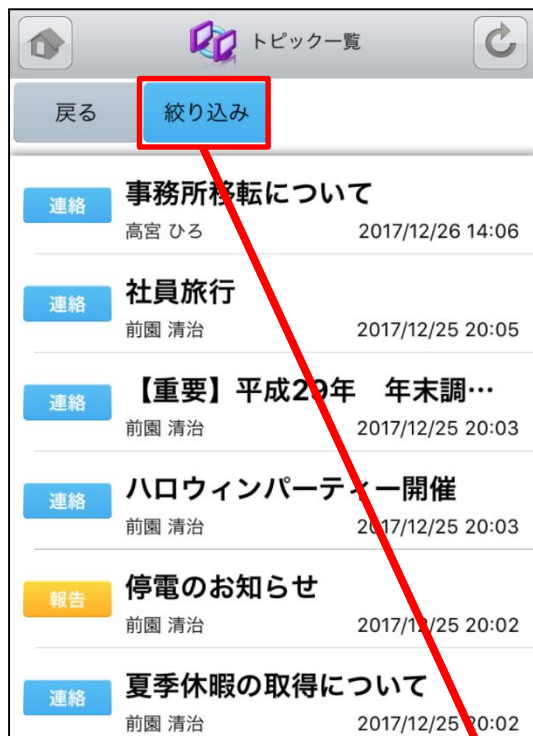 トピック一覧
戻る 絞り込み
連絡 事務所移転について
高宮 ひろ 2017/12/26 14:06
連絡 社員旅行
前園 清治 2017/12/25 20:05
連絡 【重要】平成29年　年末調…
前園 清治 2017/12/25 20:03
連絡 ハロウィンパーティー開催
前園 清治 2017/12/25 20:03
報告 停電のお知らせ
前園 清治 2017/12/25 20:02
連絡 夏季休暇の取得について
前園 清治 2017/12/25 20:02